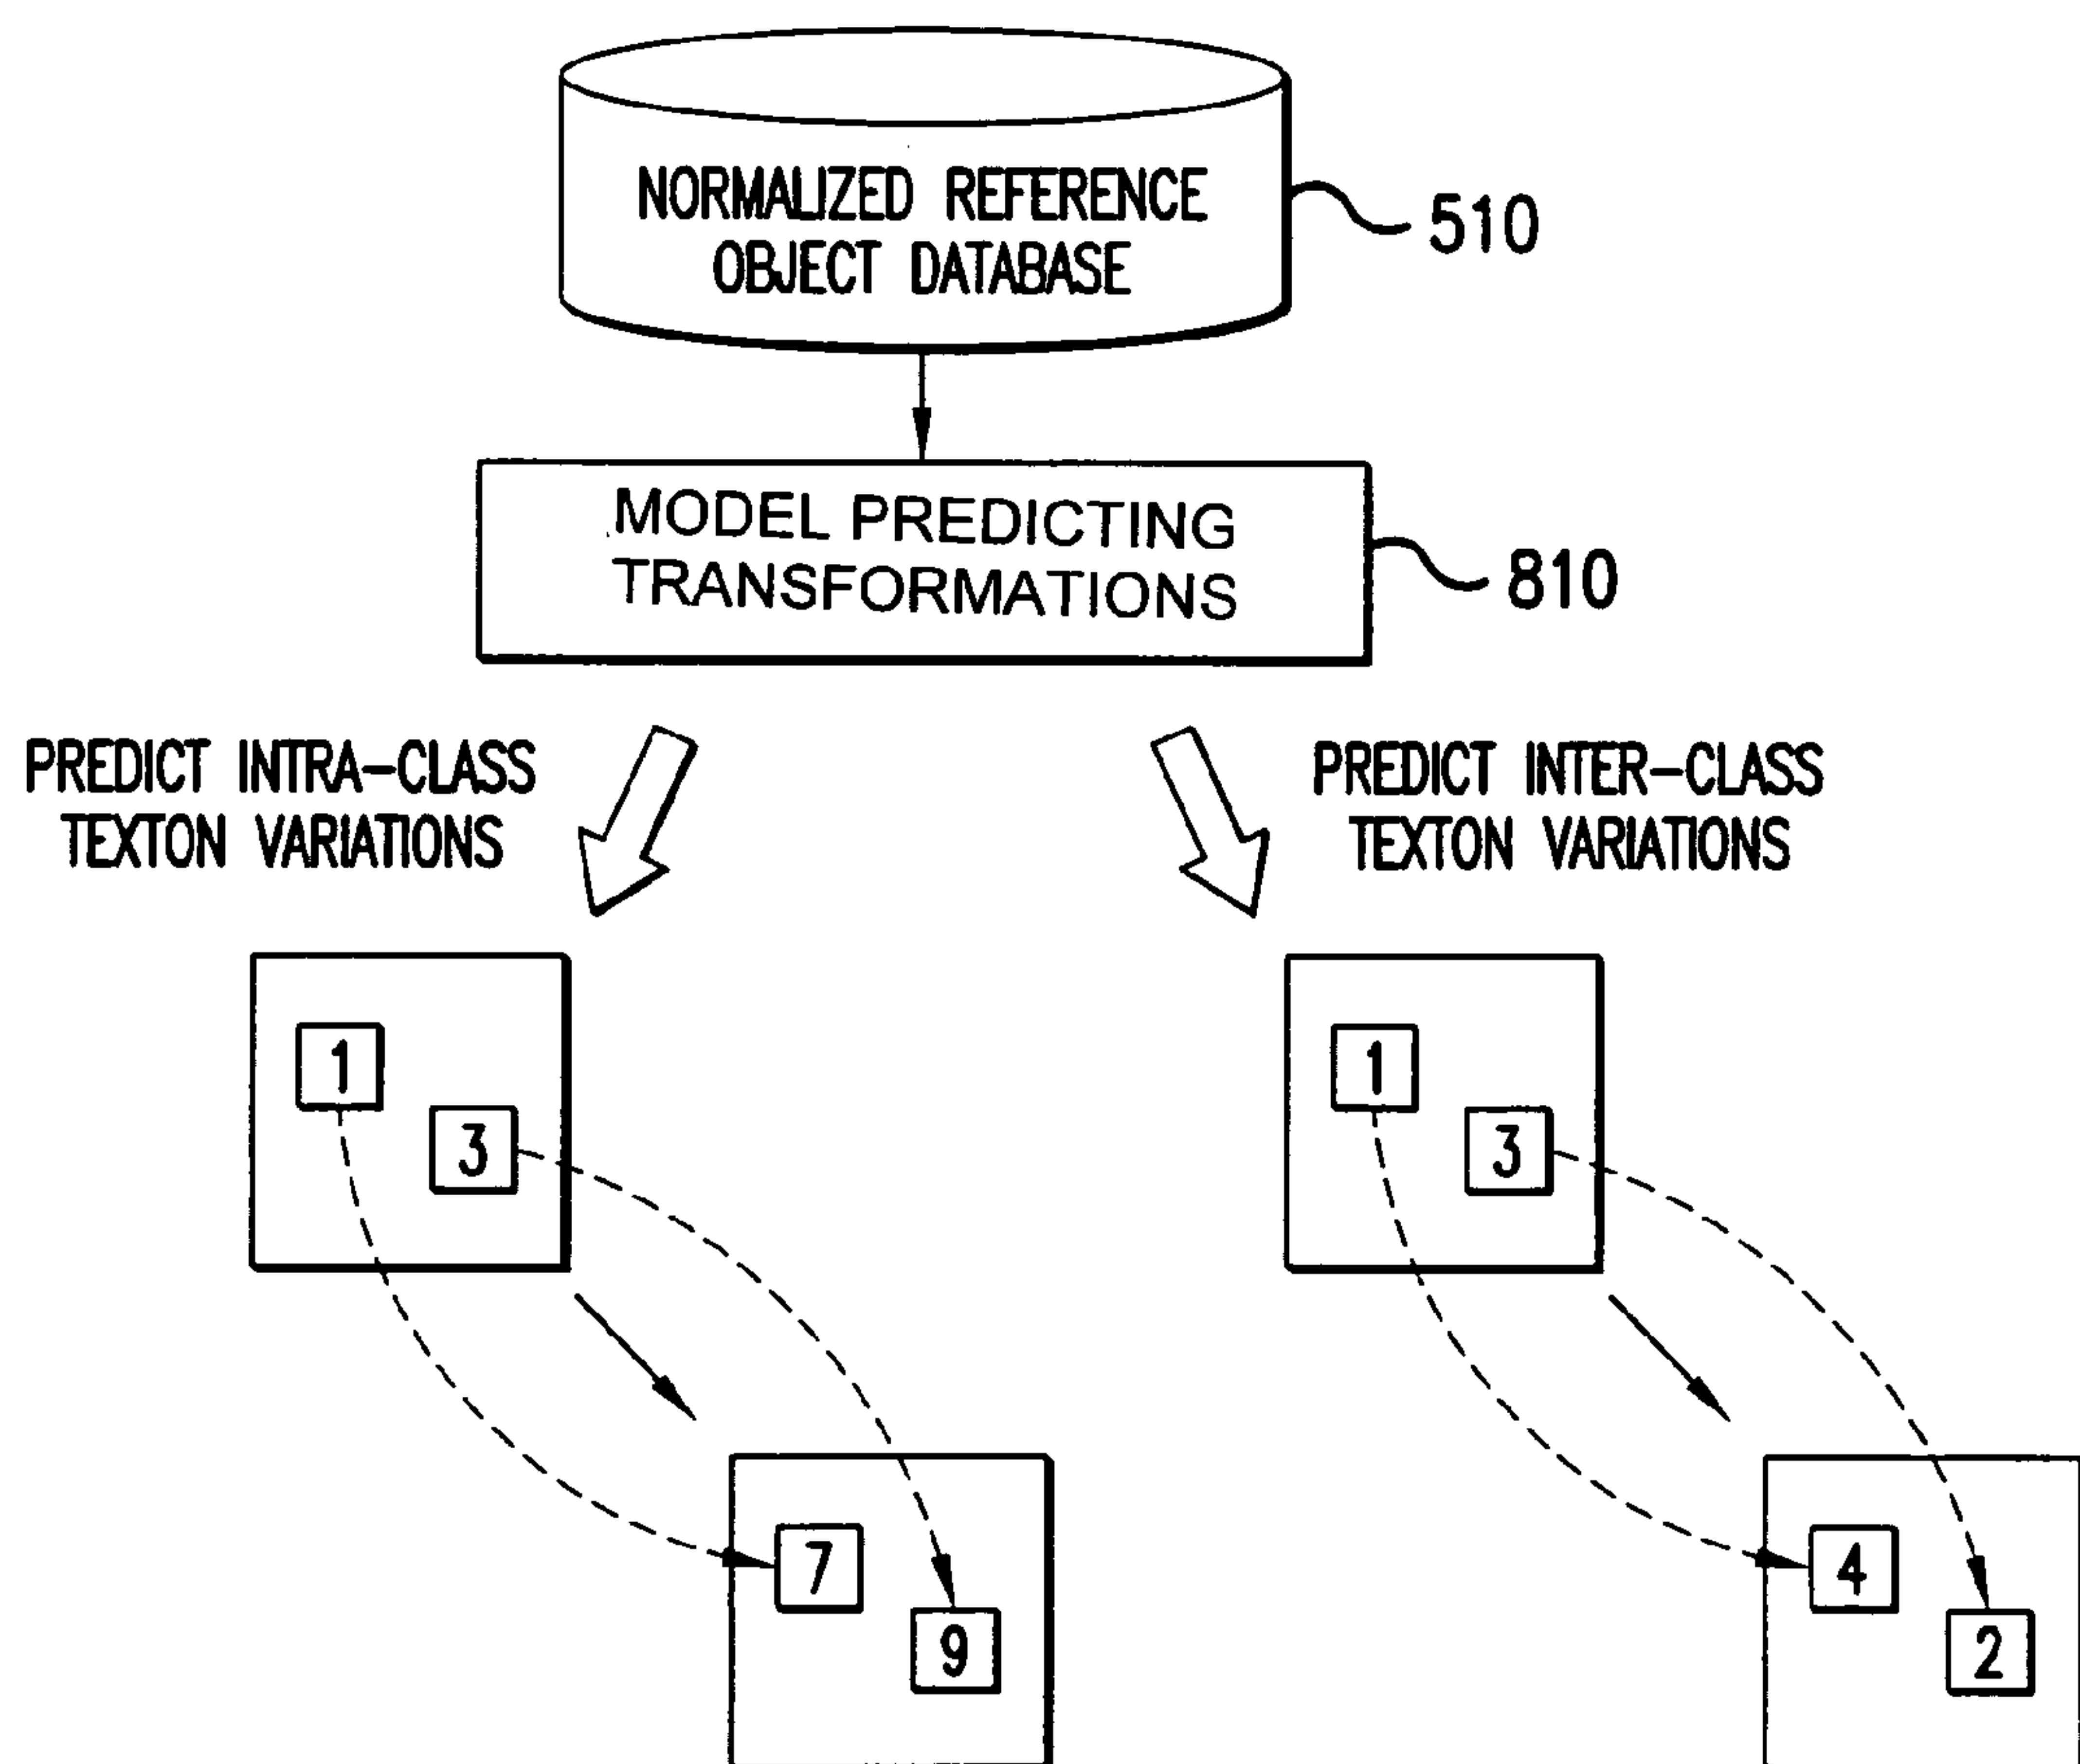 NORMALIZED REFERENCE
OBJECT DATABASE
510
MODEL PREDICTING
TRANSFORMATIONS
810
PREDICT INTRA-CLASS
TEXTON VARIATIONS
PREDICT INTER-CLASS
TEXTON VARIATIONS
1
3
1
3
7
9
4
2